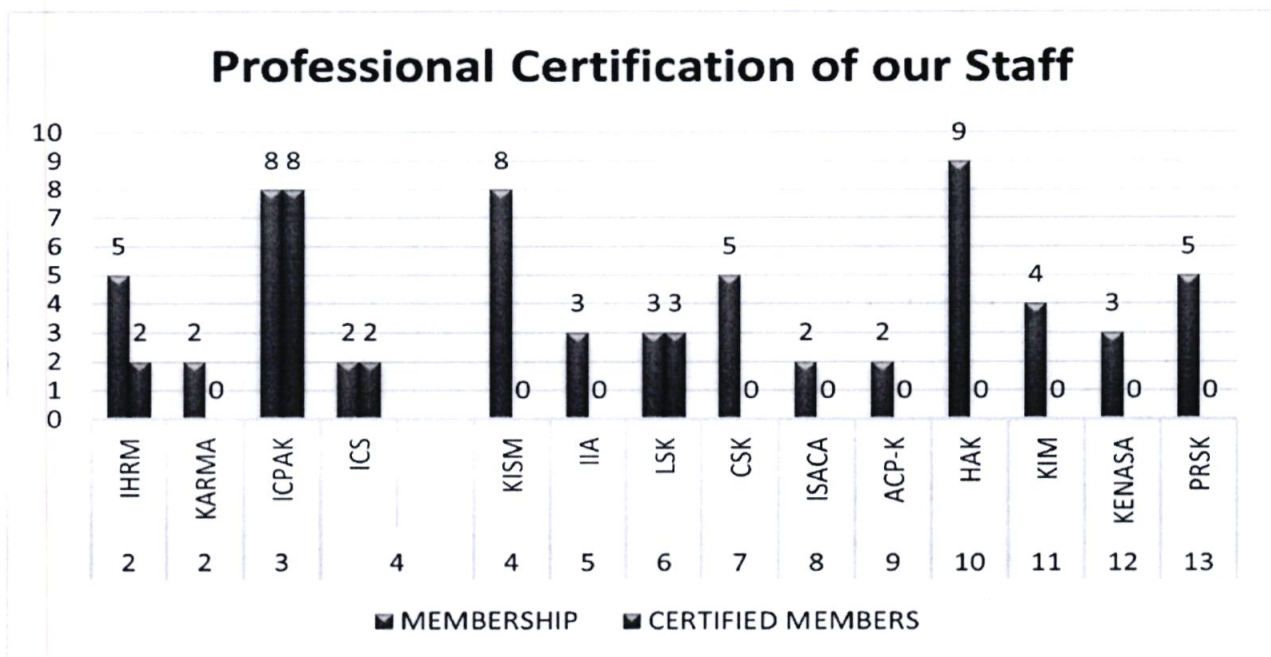 Professional Certification of our Staff
10
9
8
7
6
5
4
3
2
1
0
5 2 2 0 8 8 2 2 8 0 3 0 3 3 5 0 2 0 2 0 9 0 4 0 3 0 5 0
IHRM KARMA ICPAK ICS KISM IIA LSK CSK ISACA ACP-K HAK KIM KENASA PRSK
2 2 3 4 4 5 6 7 8 9 10 11 12 13
MEMBERSHIP CERTIFIED MEMBERS